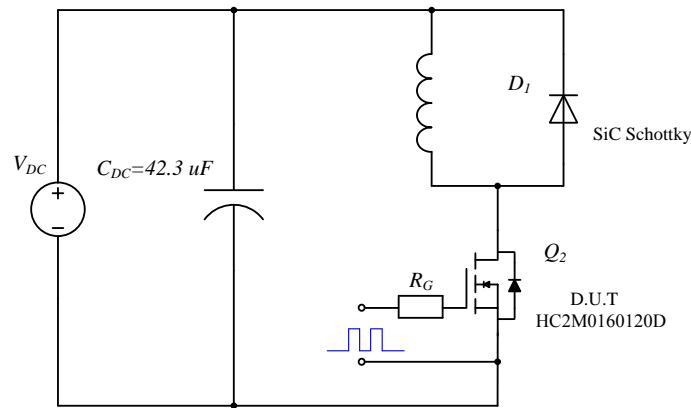 D1
SiC Schottky
VDC
+
−
CDC=42.3 uF
Q2
RG
D.U.T
HC2M0160120D